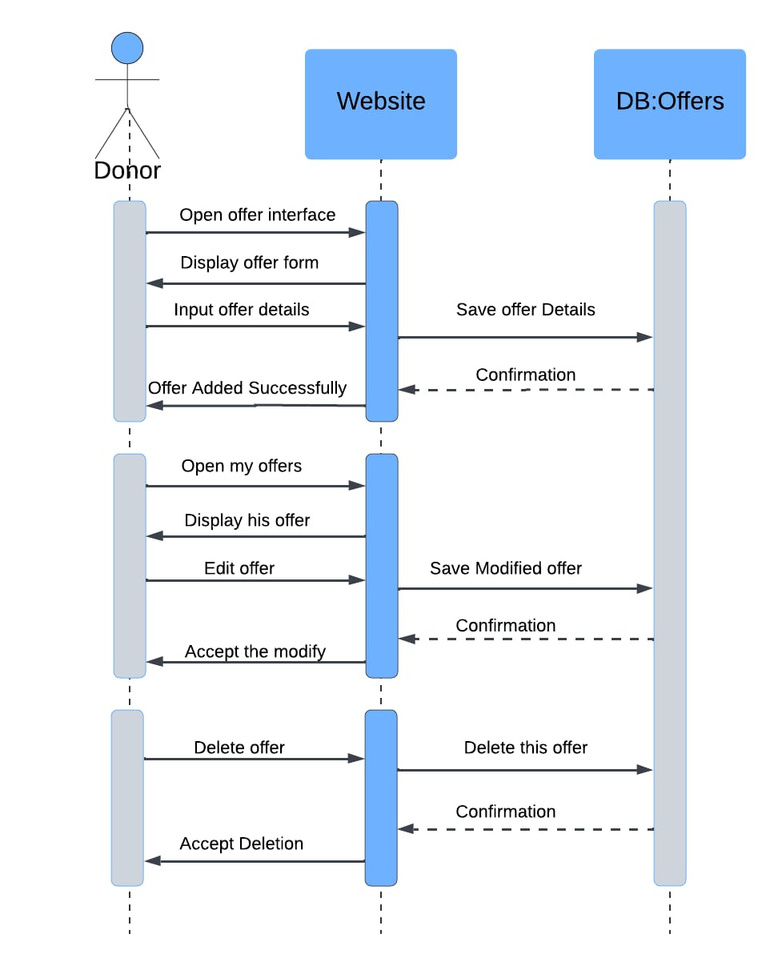 Donor
Website
DB:Offers
Open offer interface
Display offer form
Input offer details
Save offer Details
Confirmation
Offer Added Successfully
Open my offers
Display his offer
Edit offer
Save Modified offer
Confirmation
Accept the modify
Delete offer
Delete this offer
Confirmation
Accept Deletion